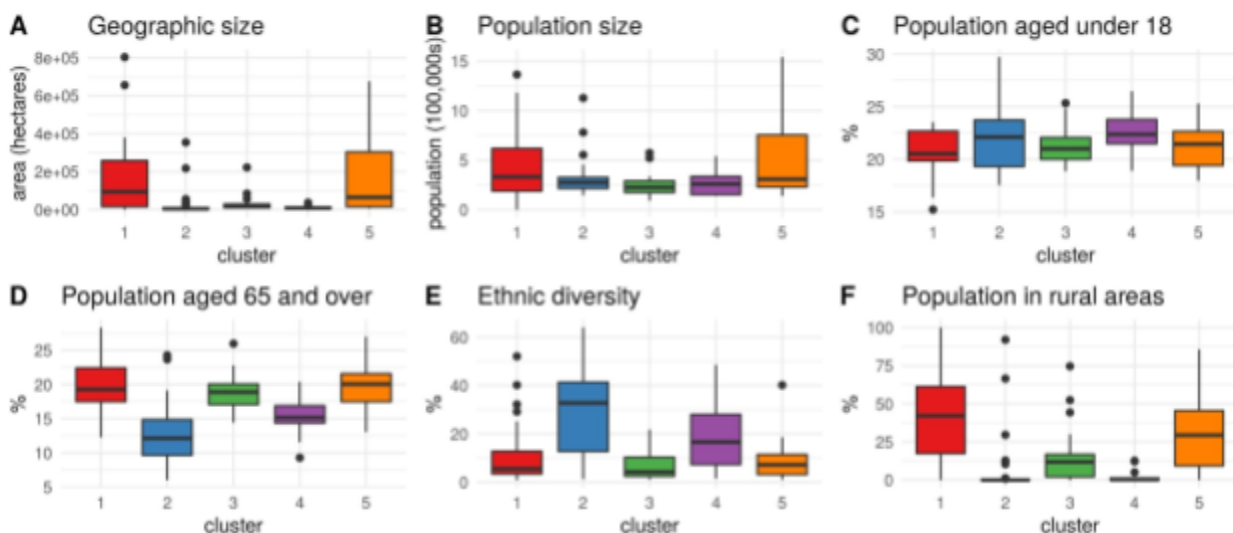 A Geographic size
area (hectares)
8e+05
6e+05
4e+05
2e+05
0e+00
1 2 3 4 5
cluster
B Population size
population (100,000s)
15
10
5
0
1 2 3 4 5
cluster
C Population aged under 18
%
30
25
20
15
1 2 3 4 5
cluster
D Population aged 65 and over
%
25
20
15
10
5
1 2 3 4 5
cluster
E Ethnic diversity
%
60
40
20
0
1 2 3 4 5
cluster
F Population in rural areas
%
100
75
50
25
0
1 2 3 4 5
cluster